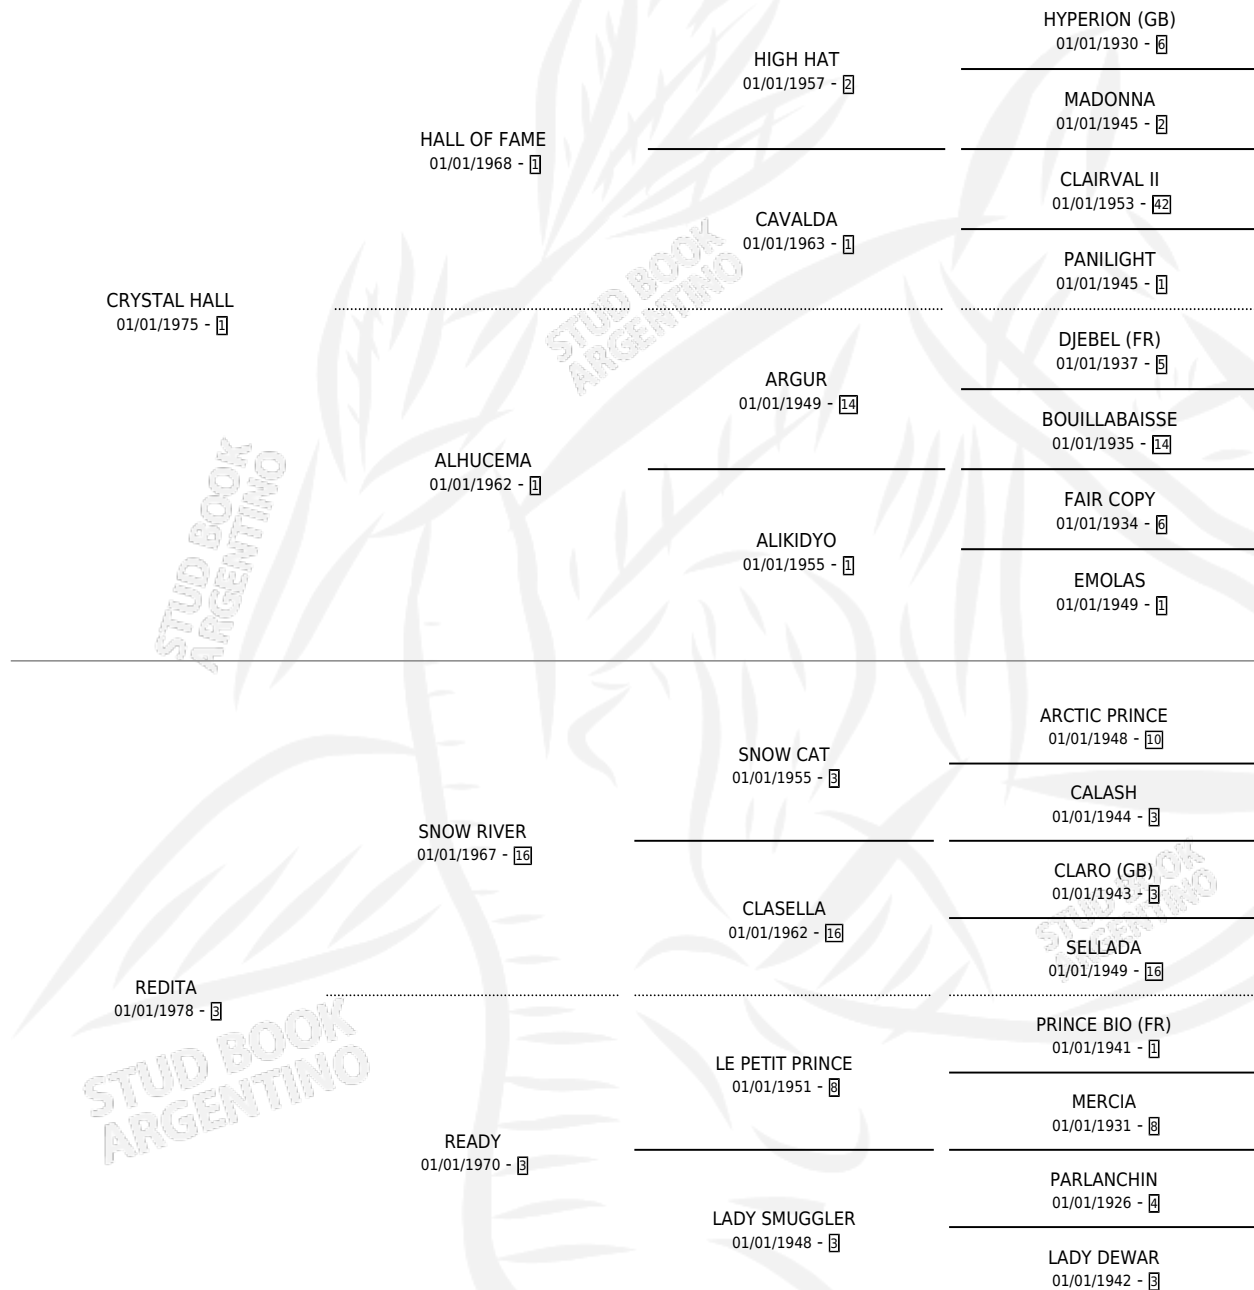 HYPERION (GB)
01/01/1930 - 6
HIGH HAT
01/01/1957 - 2
MADONNA
01/01/1945 - 2
HALL OF FAME
01/01/1968 - 1
CLAIRVAL II
01/01/1953 - 42
CAVALDA
01/01/1963 - 1
PANILIGHT
01/01/1945 - 1
CRYSTAL HALL
01/01/1975 - 1
DJEBEL (FR)
01/01/1937 - 5
ARGUR
01/01/1949 - 14
BOUILLABAISSE
01/01/1935 - 14
ALHUCEMA
01/01/1962 - 1
FAIR COPY
01/01/1934 - 6
ALIKIDYO
01/01/1955 - 1
EMOLAS
01/01/1949 - 1
STUD BOOK
ARGENTINO
STUD BOOK
ARGENTINO
ARCTIC PRINCE
01/01/1948 - 10
SNOW CAT
01/01/1955 - 3
CALASH
01/01/1944 - 3
SNOW RIVER
01/01/1967 - 16
CLARO (GB)
01/01/1943 - 3
CLASELLA
01/01/1962 - 16
SELLADA
01/01/1949 - 16
STUD BOOK
ARGENTINO
REDITA
01/01/1978 - 3
PRINCE BIO (FR)
01/01/1941 - 1
LE PETIT PRINCE
01/01/1951 - 8
MERCIA
01/01/1931 - 8
READY
01/01/1970 - 3
PARLANCHIN
01/01/1926 - 4
LADY SMUGGLER
01/01/1948 - 3
LADY DEWAR
01/01/1942 - 3
STUD BOOK
ARGENTINO